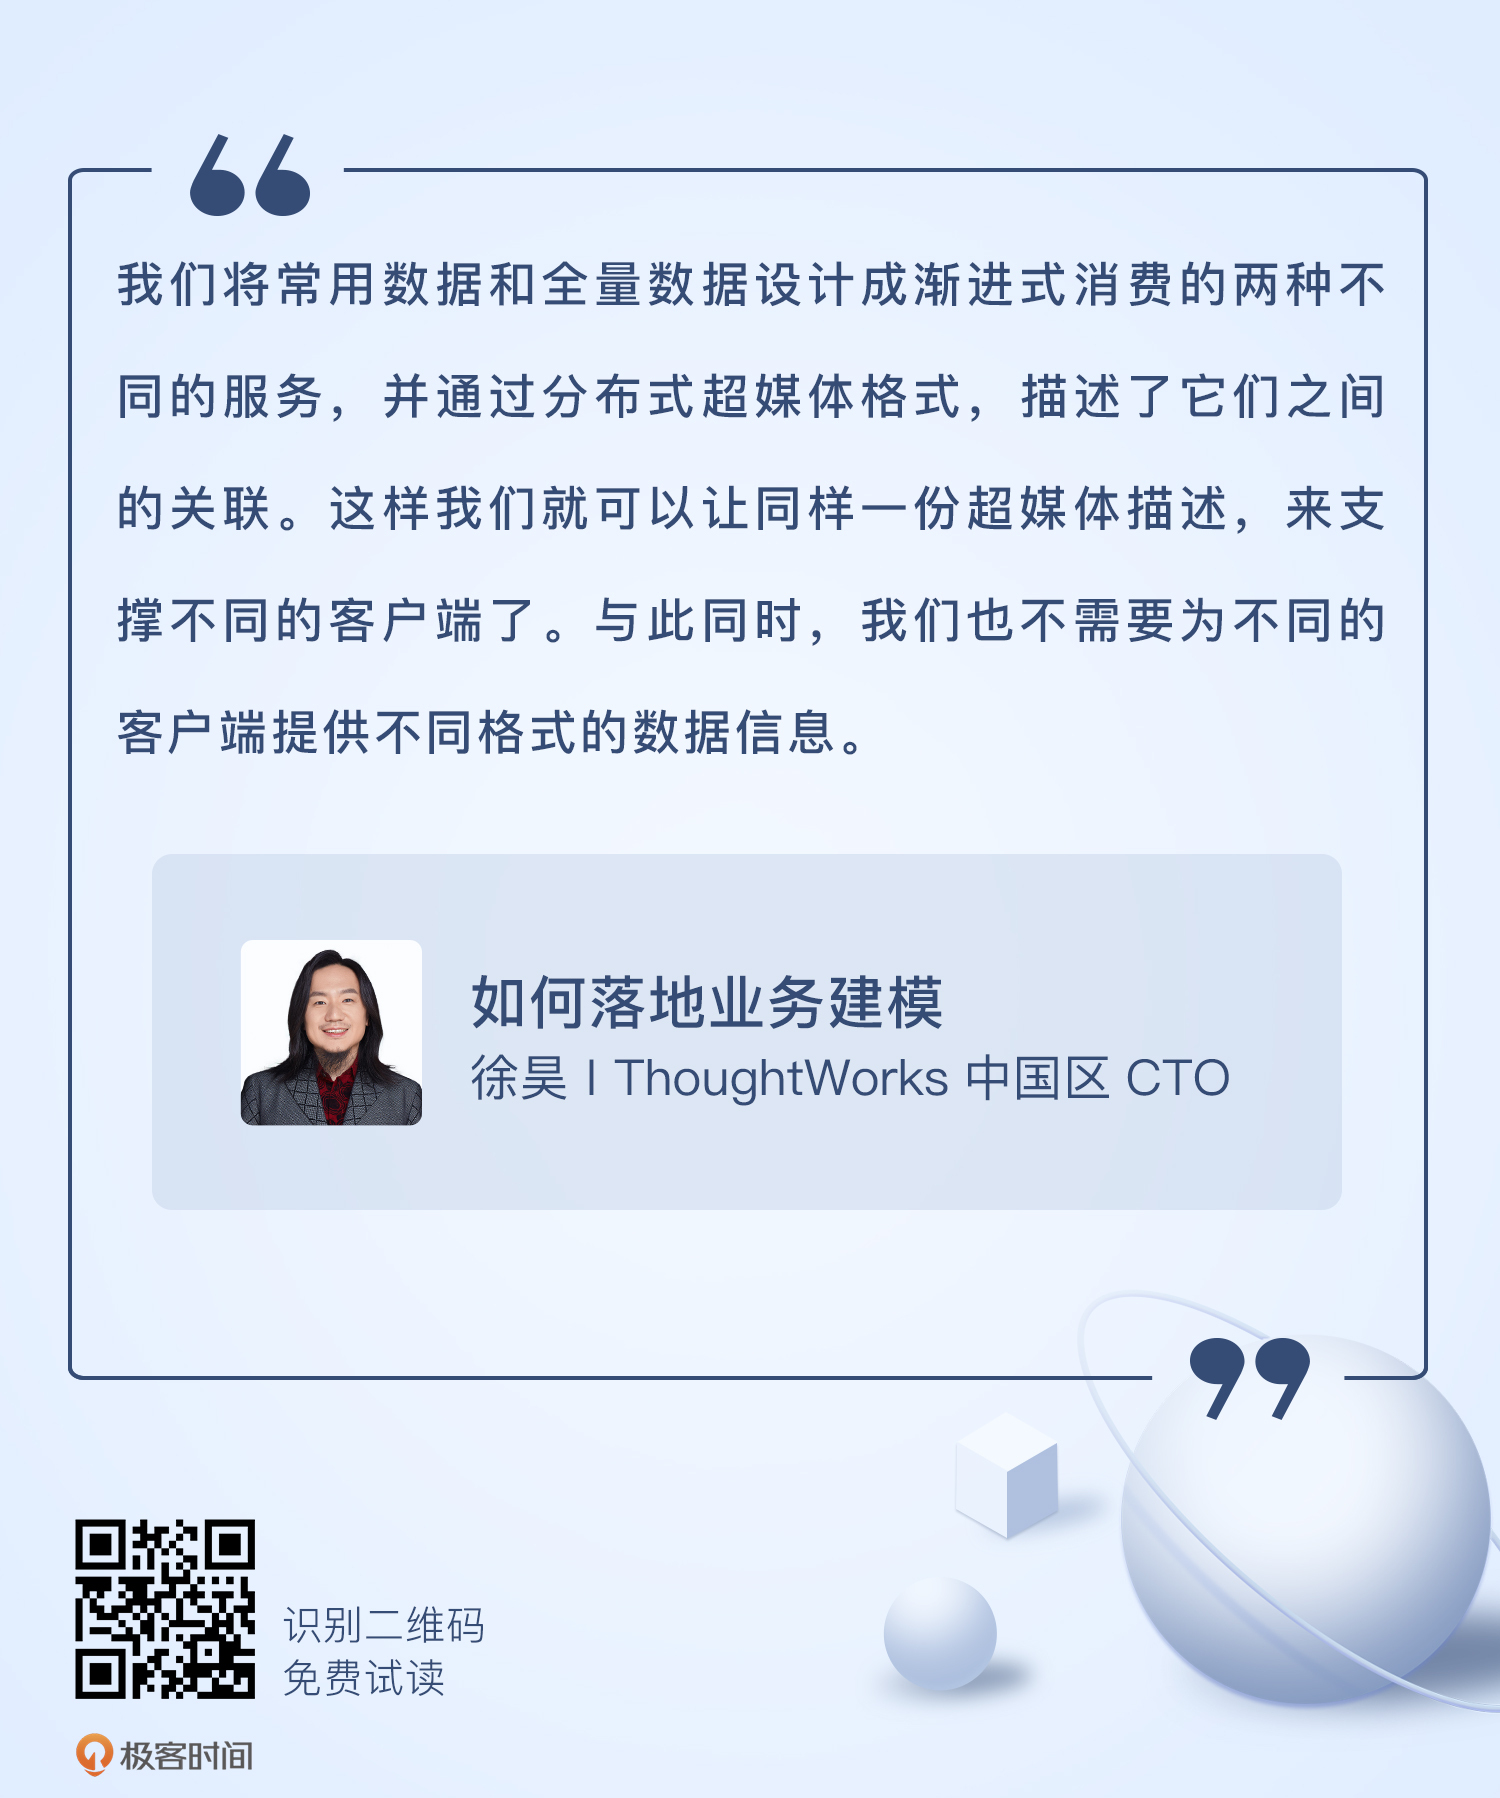 我们将常用数据和全量数据设计成渐进式消费的两种不
同的服务，并通过分布式超媒体格式，描述了它们之间
的关联。这样我们就可以让同样一份超媒体描述，来支
撑不同的客户端了。与此同时，我们也不需要为不同的
客户端提供不同格式的数据信息。
如何落地业务建模
徐昊 | ThoughtWorks 中国区 CTO
识别二维码
免费试读
极客时间